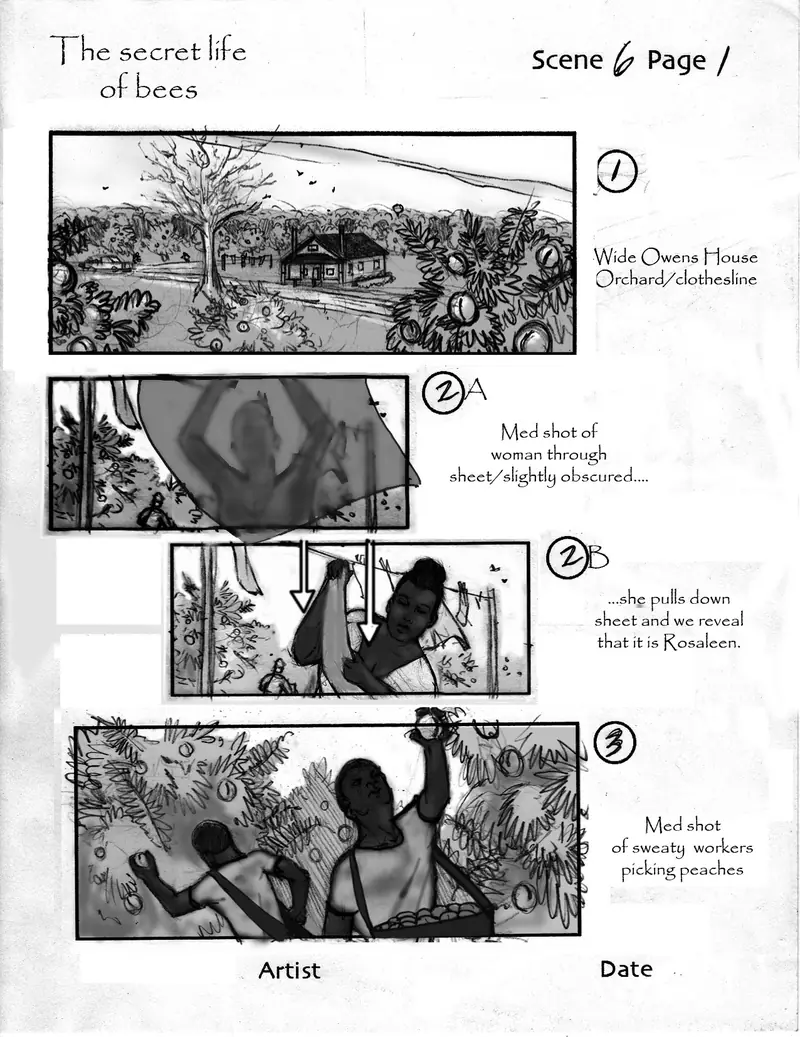 The secret life
of bees
Scene 6 Page 1
1
Wide Owens House
Orchard/clothesline
2 A
Med shot of
woman through
sheet/slightly obscured....
2 B
...she pulls down
sheet and we reveal
that it is Rosaleen.
3
Med shot
of sweaty workers
picking peaches
Artist
Date